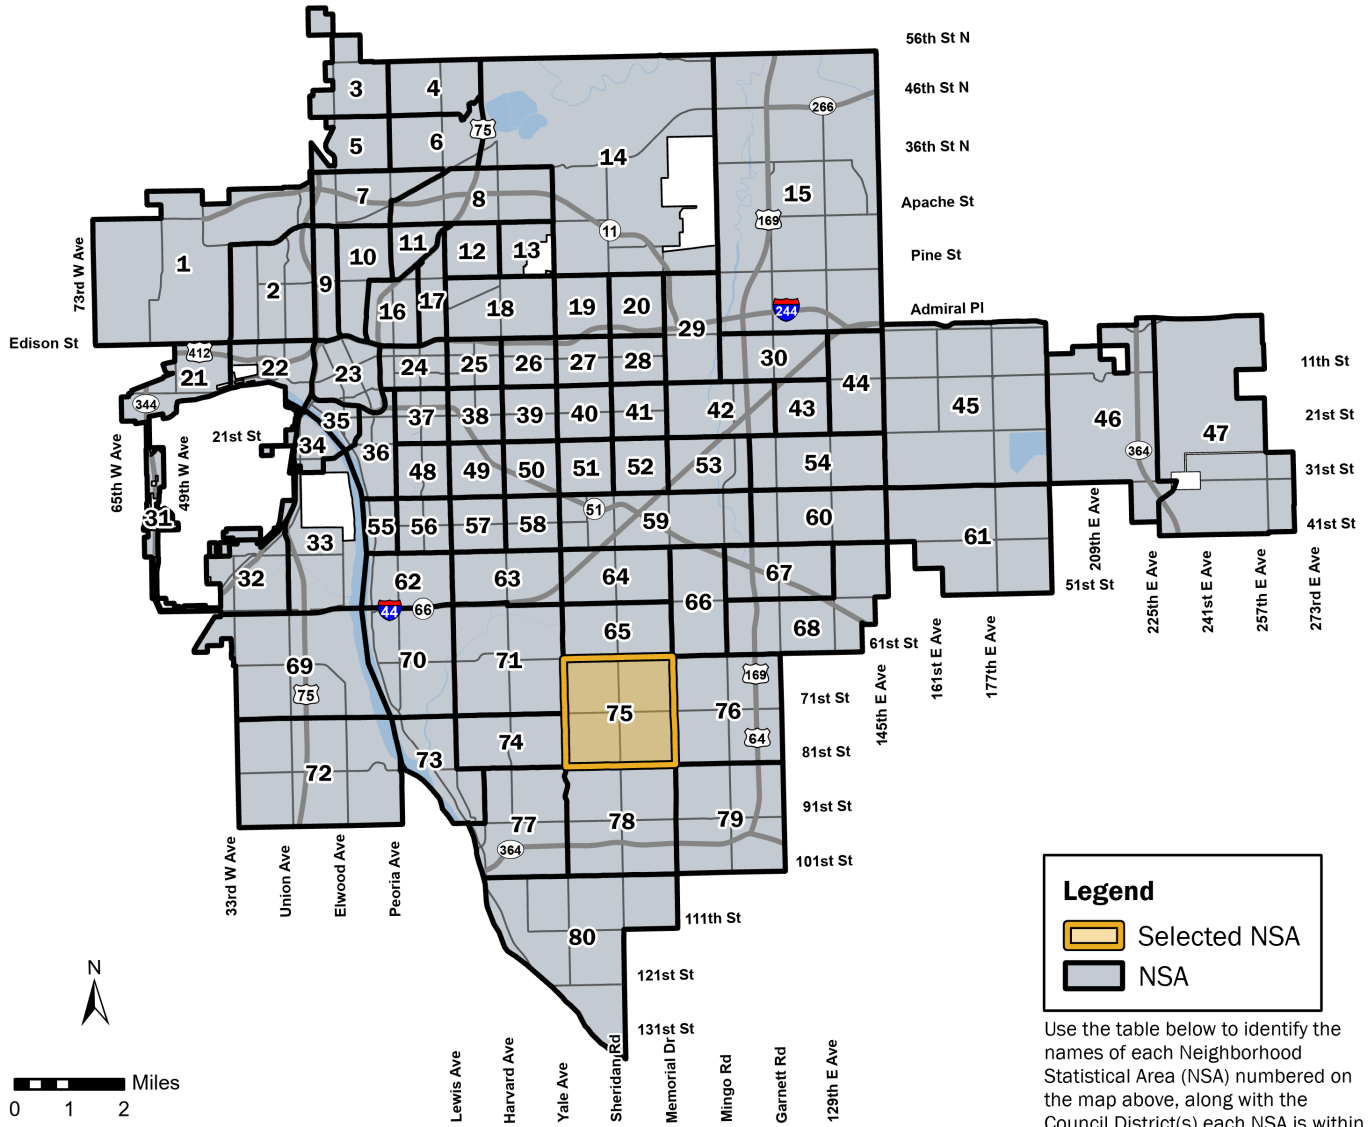 56th St N
46th St N
36th St N
Apache St
Pine St
Admiral Pl
11th St
21st St
31st St
41st St
3
4
5
6
75
266
14
7
8
15
11
169
73rd W Ave
1
2
9
10
11
12
13
16
17
18
19
20
29
244
Edison St
412
21
22
23
24
25
26
27
28
30
44
45
46
47
344
35
34
36
37
38
39
40
41
42
43
364
65th W Ave
49th W Ave
21st St
31
48
49
50
51
52
53
54
51
55
56
57
58
59
60
61
33
32
62
63
64
67
66
44
66
65
68
51st St
61st St
209th E Ave
225th E Ave
241st E Ave
257th E Ave
273rd E Ave
145th E Ave
161st E Ave
177th E Ave
69
70
71
75
75
76
169
64
71st St
81st St
72
73
74
77
78
79
364
91st St
101st St
33rd W Ave
Union Ave
Elwood Ave
Peoria Ave
80
111th St
121st St
131st St
Lewis Ave
Harvard Ave
Yale Ave
Sheridan Rd
Memorial Dr
Mingo Rd
Garnett Rd
129th E Ave
N
Miles
0 1 2
Legend
Selected NSA
NSA
Use the table below to identify the
names of each Neighborhood
Statistical Area (NSA) numbered on
the map above, along with the
Council District(s) each NSA is within